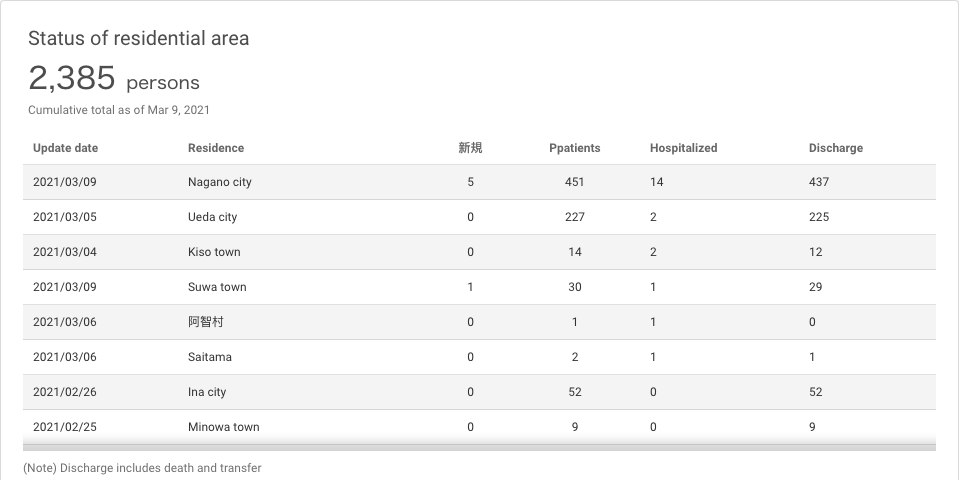 Status of residential area
2,385 persons
Cumulative total as of Mar 9, 2021
Update date Residence 新規 Ppatients Hospitalized Discharge
2021/03/09 Nagano city 5 451 14 437
2021/03/05 Ueda city 0 227 2 225
2021/03/04 Kiso town 0 14 2 12
2021/03/09 Suwa town 1 30 1 29
2021/03/06 阿智村 0 1 1 0
2021/03/06 Saitama 0 2 1 1
2021/02/26 Ina city 0 52 0 52
2021/02/25 Minowa town 0 9 0 9
(Note) Discharge includes death and transfer